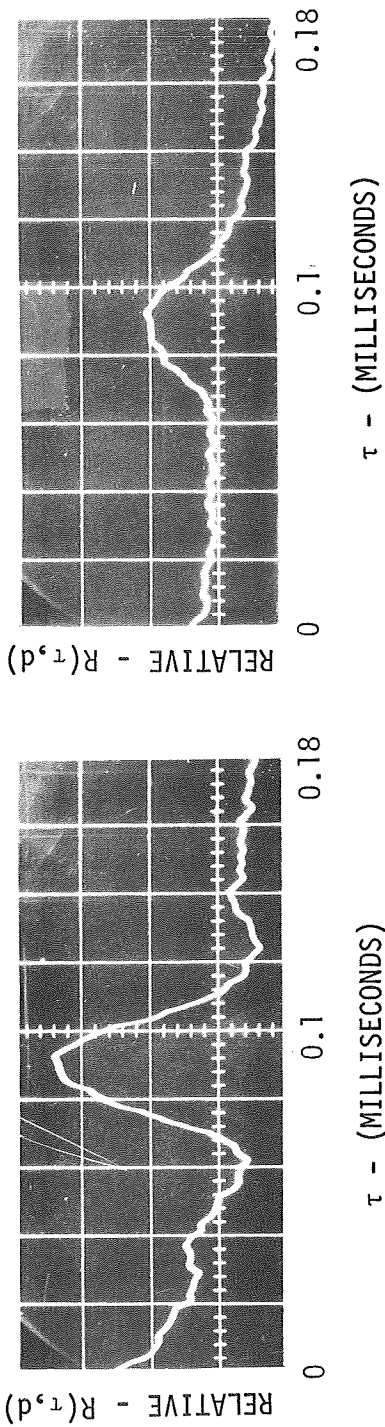 RELATIVE - R(τ,d)
0 0.1 0.18
τ - (MILLISECONDS)
RELATIVE - R(τ,d)
0 0.1 0.18
τ - (MILLISECONDS)